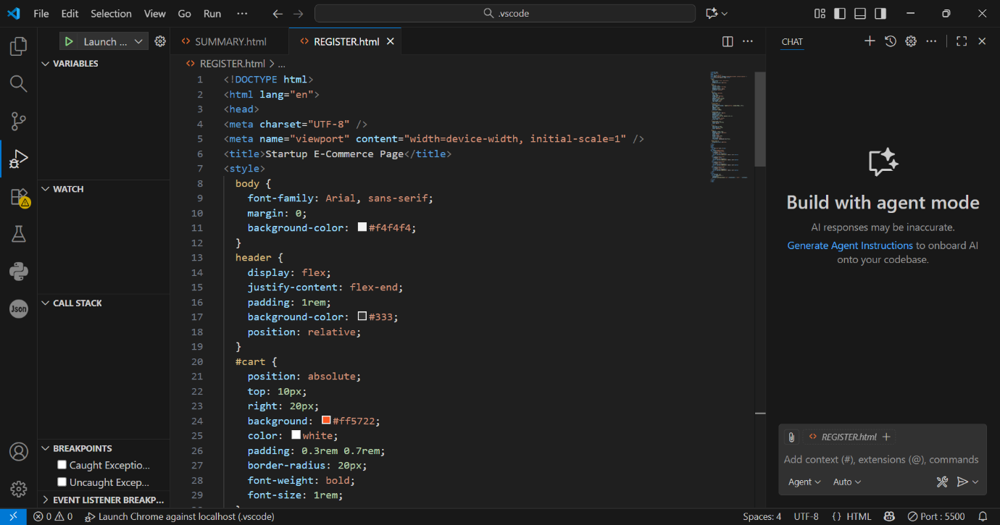 File Edit Selection View Go Run ··· .vscode
Launch ...
SUMMARY.html REGISTER.html
CHAT
REGISTER.html > ...
VARIABLES
WATCH
CALL STACK
BREAKPOINTS
Caught Exceptio...
Uncaught Excep...
EVENT LISTENER BREAKP...
Json
1 <!DOCTYPE html>
2 <html lang="en">
3 <head>
4 <meta charset="UTF-8" />
5 <meta name="viewport" content="width=device-width, initial-scale=1" />
6 <title>Startup E-Commerce Page</title>
7 <style>
8 body {
9 font-family: Arial, sans-serif;
10 margin: 0;
11 background-color: #f4f4f4;
12 }
13 header {
14 display: flex;
15 justify-content: flex-end;
16 padding: 1rem;
17 background-color: #333;
18 position: relative;
19 }
20 #cart {
21 position: absolute;
22 top: 10px;
23 right: 20px;
24 background: #ff5722;
25 color: white;
26 padding: 0.3rem 0.7rem;
27 border-radius: 20px;
28 font-weight: bold;
29 font-size: 1rem;
Build with agent mode
AI responses may be inaccurate.
Generate Agent Instructions to onboard AI
onto your codebase.
REGISTER.html
Add context (#), extensions (@), commands
Agent Auto
0 0 Launch Chrome against localhost (.vscode) Spaces: 4 UTF-8 {} HTML Port : 5500